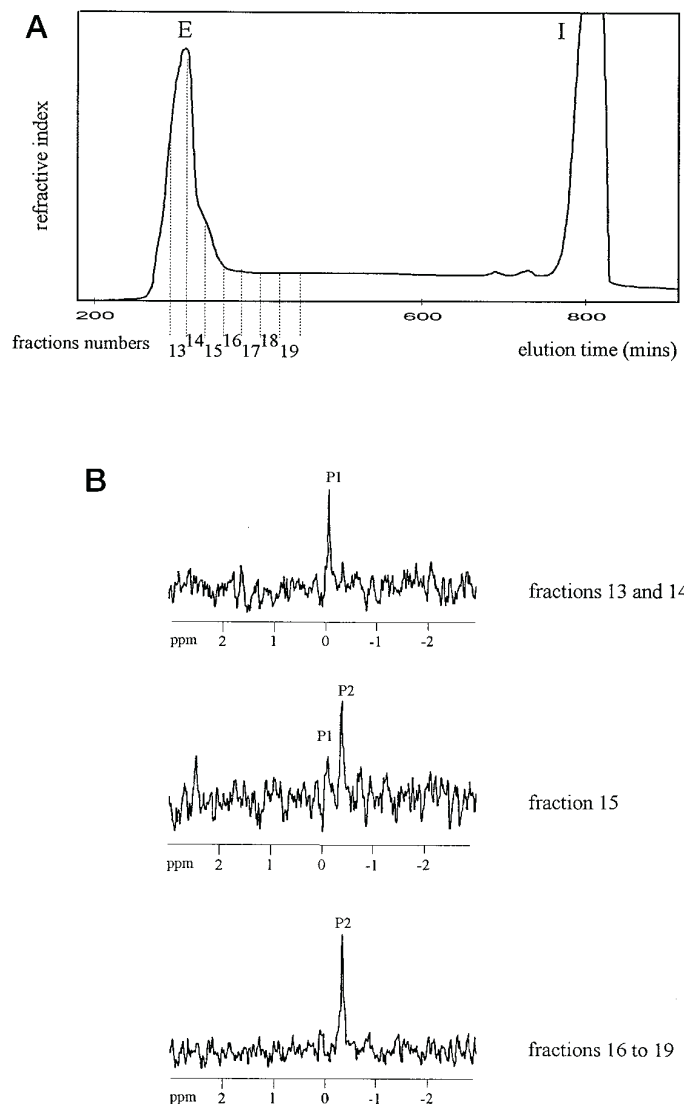 A
E
I
refractive index
200
600
800
fractions numbers
13 14 15 16 17 18 19
elution time (mins)
B
P1
fractions 13 and 14
ppm 2 1 0 -1 -2
P2
P1
fraction 15
ppm 2 1 0 -1 -2
P2
fractions 16 to 19
ppm 2 1 0 -1 -2